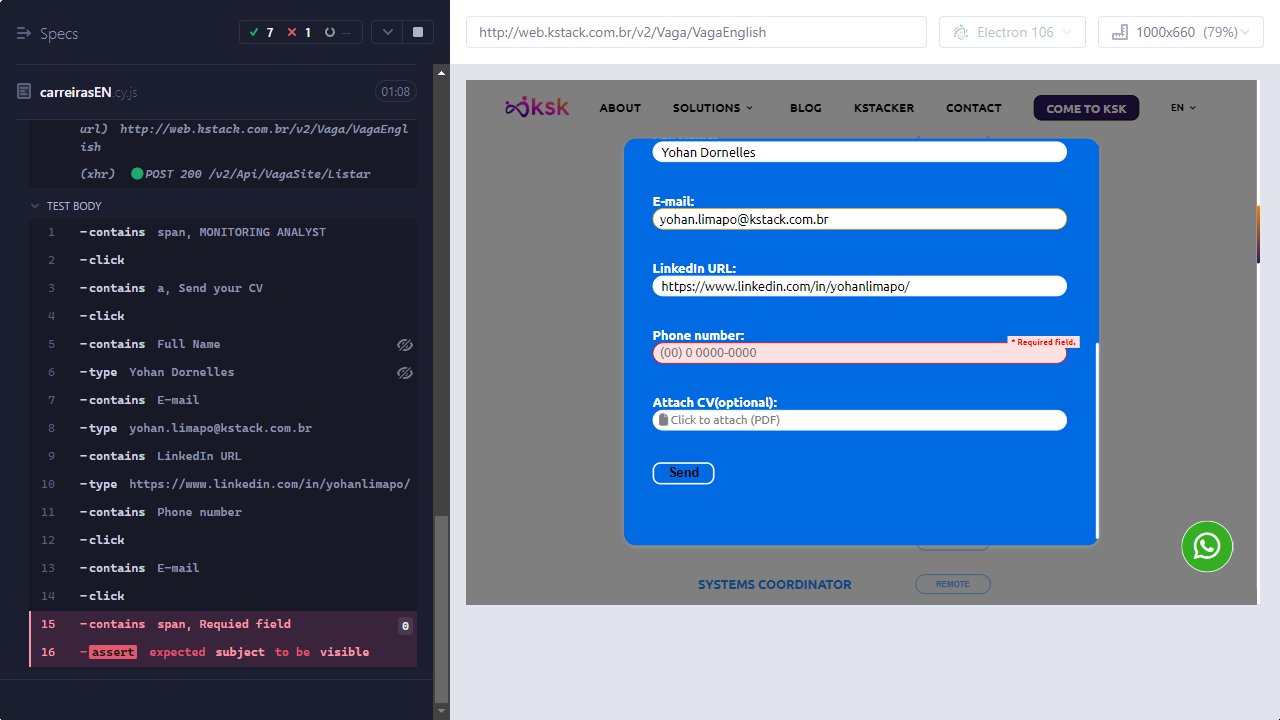 Specs
7 1 --
carreirasEN.cy.js 01:08
url) http://web.kstack.com.br/v2/Vaga/VagaEngl
ish
(xhr) POST 200 /v2/Api/VagaSite/Listar
TEST BODY
1 -contains span, MONITORING ANALYST
2 -click
3 -contains a, Send your CV
4 -click
5 -contains Full Name
6 -type Yohan Dornelles
7 -contains E-mail
8 -type yohan.limapo@kstack.com.br
9 -contains LinkedIn URL
10 -type https://www.linkedin.com/in/yohanlimapo/
11 -contains Phone number
12 -click
13 -contains E-mail
14 -click
15 -contains span, Requied field 0
16 -assert expected subject to be visible
http://web.kstack.com.br/v2/Vaga/VagaEnglish
Electron 106
1000x660 (79%)
ksk ABOUT SOLUTIONS BLOG KSTACKER CONTACT COME TO KSK EN
Yohan Dornelles
E-mail:
yohan.limapo@kstack.com.br
LinkedIn URL:
https://www.linkedin.com/in/yohanlimapo/
Phone number:
* Required field.
(00) 0 0000-0000
Attach CV(optional):
Click to attach (PDF)
Send
SYSTEMS COORDINATOR REMOTE